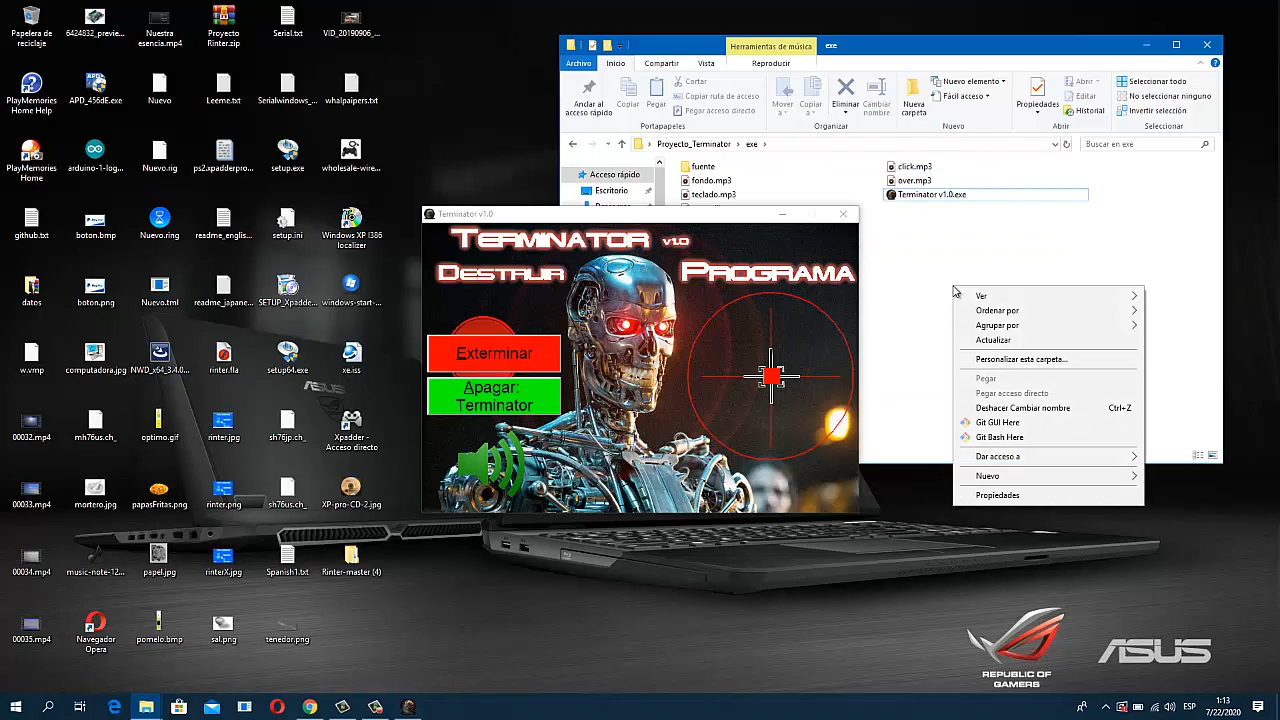 Papelera de
reciclaje
6424832_previe...
Nuestra
esencia.mp4
Proyecto
Rinter.zip
Serial.txt
VID_20190906_...
PlayMemories
Home Help
APD_456dE.exe
Nuevo
Leeme.txt
Serialwindows_...
whalpaipers.txt
PlayMemories
Home
arduino-1-log...
Nuevo.rig
ps2xpadder-...
setup.exe
wholesale-wire...
github.txt
boton.bmp
Nuevo.ring
readme_englis...
setup.ini
Windows XP I386
localizer
datos
boton.png
Nuevo.tml
readme_japane...
SETUP_Xpadde...
windows-start-...
w.vmp
computadora.jpg
NWD_x64_3.4.0...
rinter.fla
setup64.exe
xe.iss
00032.mp4
mh76us.ch_
optimo.gif
rinter.jpg
sh76jp.ch_
Xpadder -
Acceso directo
00033.mp4
mortero.jpg
papasFritas.png
rinter.png
sh76us.ch_
XP-pro-CD-2.jpg
00034.mp4
music-note-12...
papel.jpg
rinterX.jpg
Spanish1.txt
Rinter-master (4)
00035.mp4
Navegador
Opera
pomelo.bmp
sal.png
tenedor.png
Herramientas de música
exe
Archivo
Inicio
Compartir
Vista
Reproducir
Andar al
acceso rápido
Copiar
Pegar
Cortar
Copiar ruta de acceso
Pegar acceso directo
Portapapeles
Mover
a
Copiar
a
Eliminar
Cambiar
nombre
Organizar
Nueva
carpeta
Nuevo elemento
Fácil acceso
Nuevo
Propiedades
Abrir
Editar
Historial
Abrir
Seleccionar todo
No seleccionar ninguno
Invertir selección
Seleccionar
Proyecto_Terminator > exe >
Buscar en exe
Acceso rápido
Escritorio
fuente
fondo.mp3
teclado.mp3
click.mp3
over.mp3
Terminator v1.0.exe
Terminator v1.0
Terminator v1.0
Destruir Programa
Exterminar
Apagar:
Terminator
Ver
Ordenar por
Agrupar por
Actualizar
Personalizar esta carpeta...
Pegar
Pegar acceso directo
Deshacer Cambiar nombre Ctrl+Z
Git GUI Here
Git Bash Here
Dar acceso a
Nuevo
Propiedades
ASUS
REPUBLIC OF
GAMERS
ASUS
ESP
1:13
7/22/2020